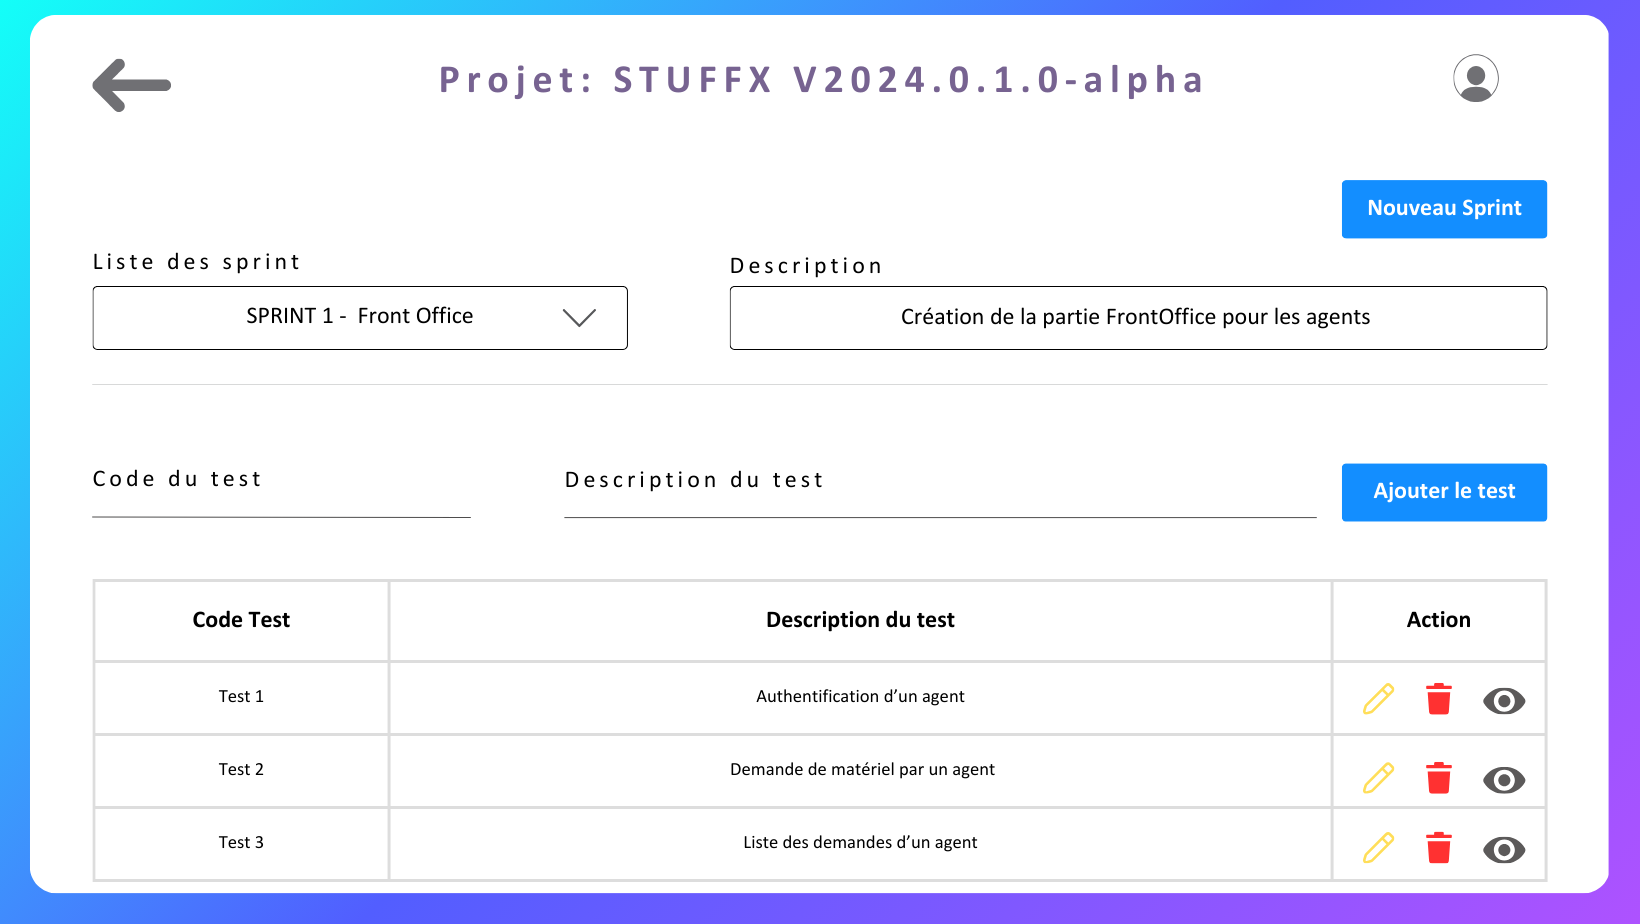 Projet: STUFFX V2024.0.1.0-alpha
Nouveau Sprint
Liste des sprint
Description
SPRINT 1 - Front Office
Création de la partie FrontOffice pour les agents
Code du test
Description du test
Ajouter le test
Code Test
Description du test
Action
Test 1
Authentification d’un agent
Test 2
Demande de matériel par un agent
Test 3
Liste des demandes d’un agent